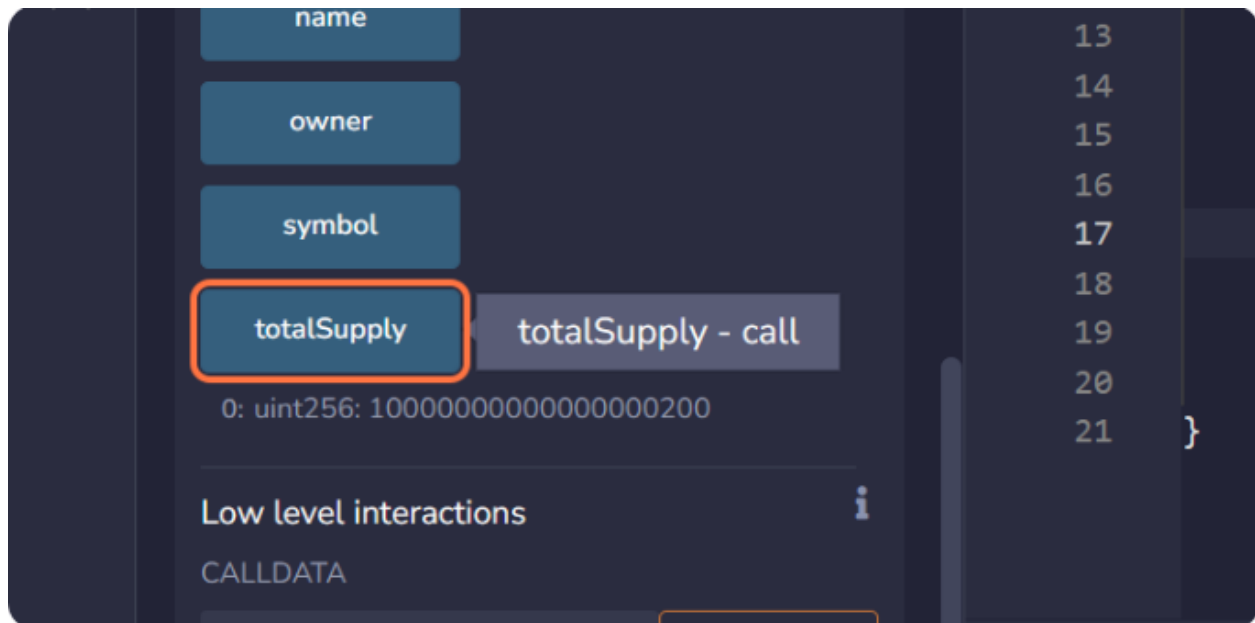 name
owner
symbol
totalSupply
totalSupply - call
0: uint256: 10000000000000000200
Low level interactions
CALLDATA
13
14
15
16
17
18
19
20
21 }